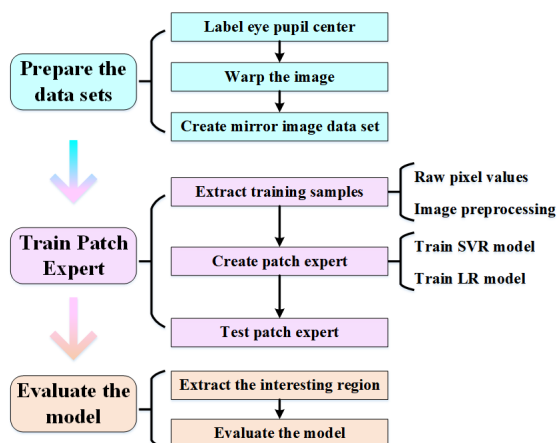 Prepare the
data sets
Label eye pupil center
Warp the image
Create mirror image data set
Train Patch
Expert
Extract training samples
Raw pixel values
Image preprocessing
Create patch expert
Train SVR model
Train LR model
Test patch expert
Evaluate the
model
Extract the interesting region
Evaluate the model